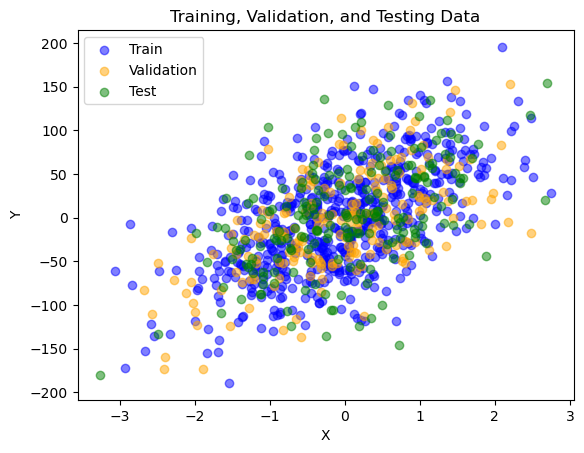 Training, Validation, and Testing Data
Train
Validation
Test
200
150
100
50
0
−50
−100
−150
−200
Y
−3
−2
−1
0
1
2
3
X